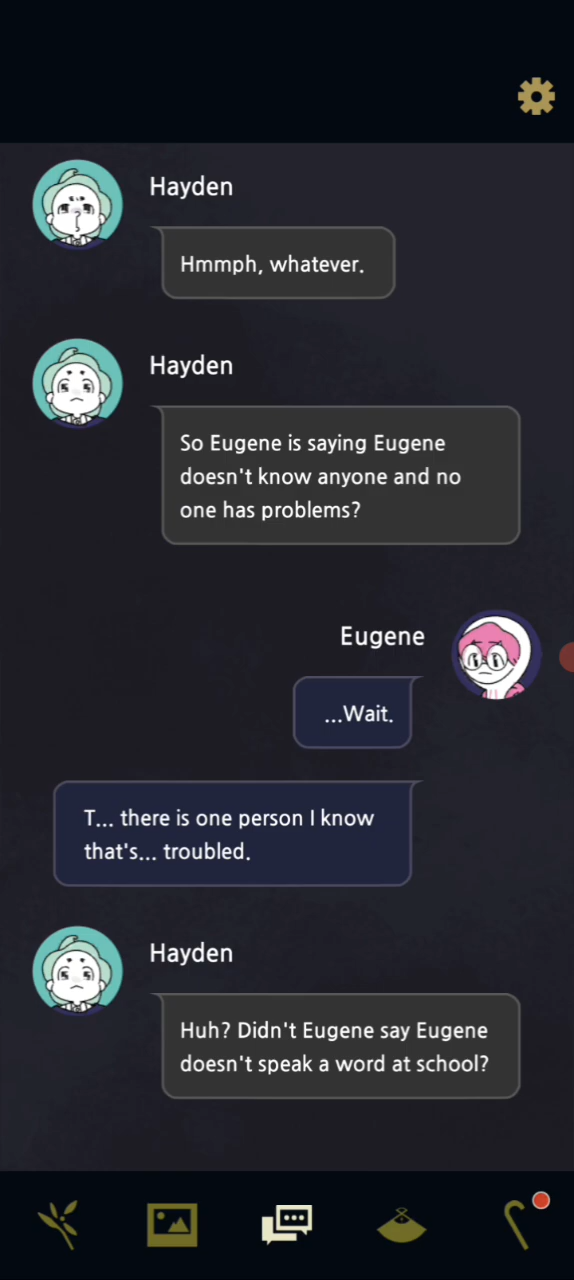 Hayden
Hmmph, whatever.
Hayden
So Eugene is saying Eugene
doesn't know anyone and no
one has problems?
Eugene
...Wait.
T... there is one person I know
that's... troubled.
Hayden
Huh? Didn't Eugene say Eugene
doesn't speak a word at school?